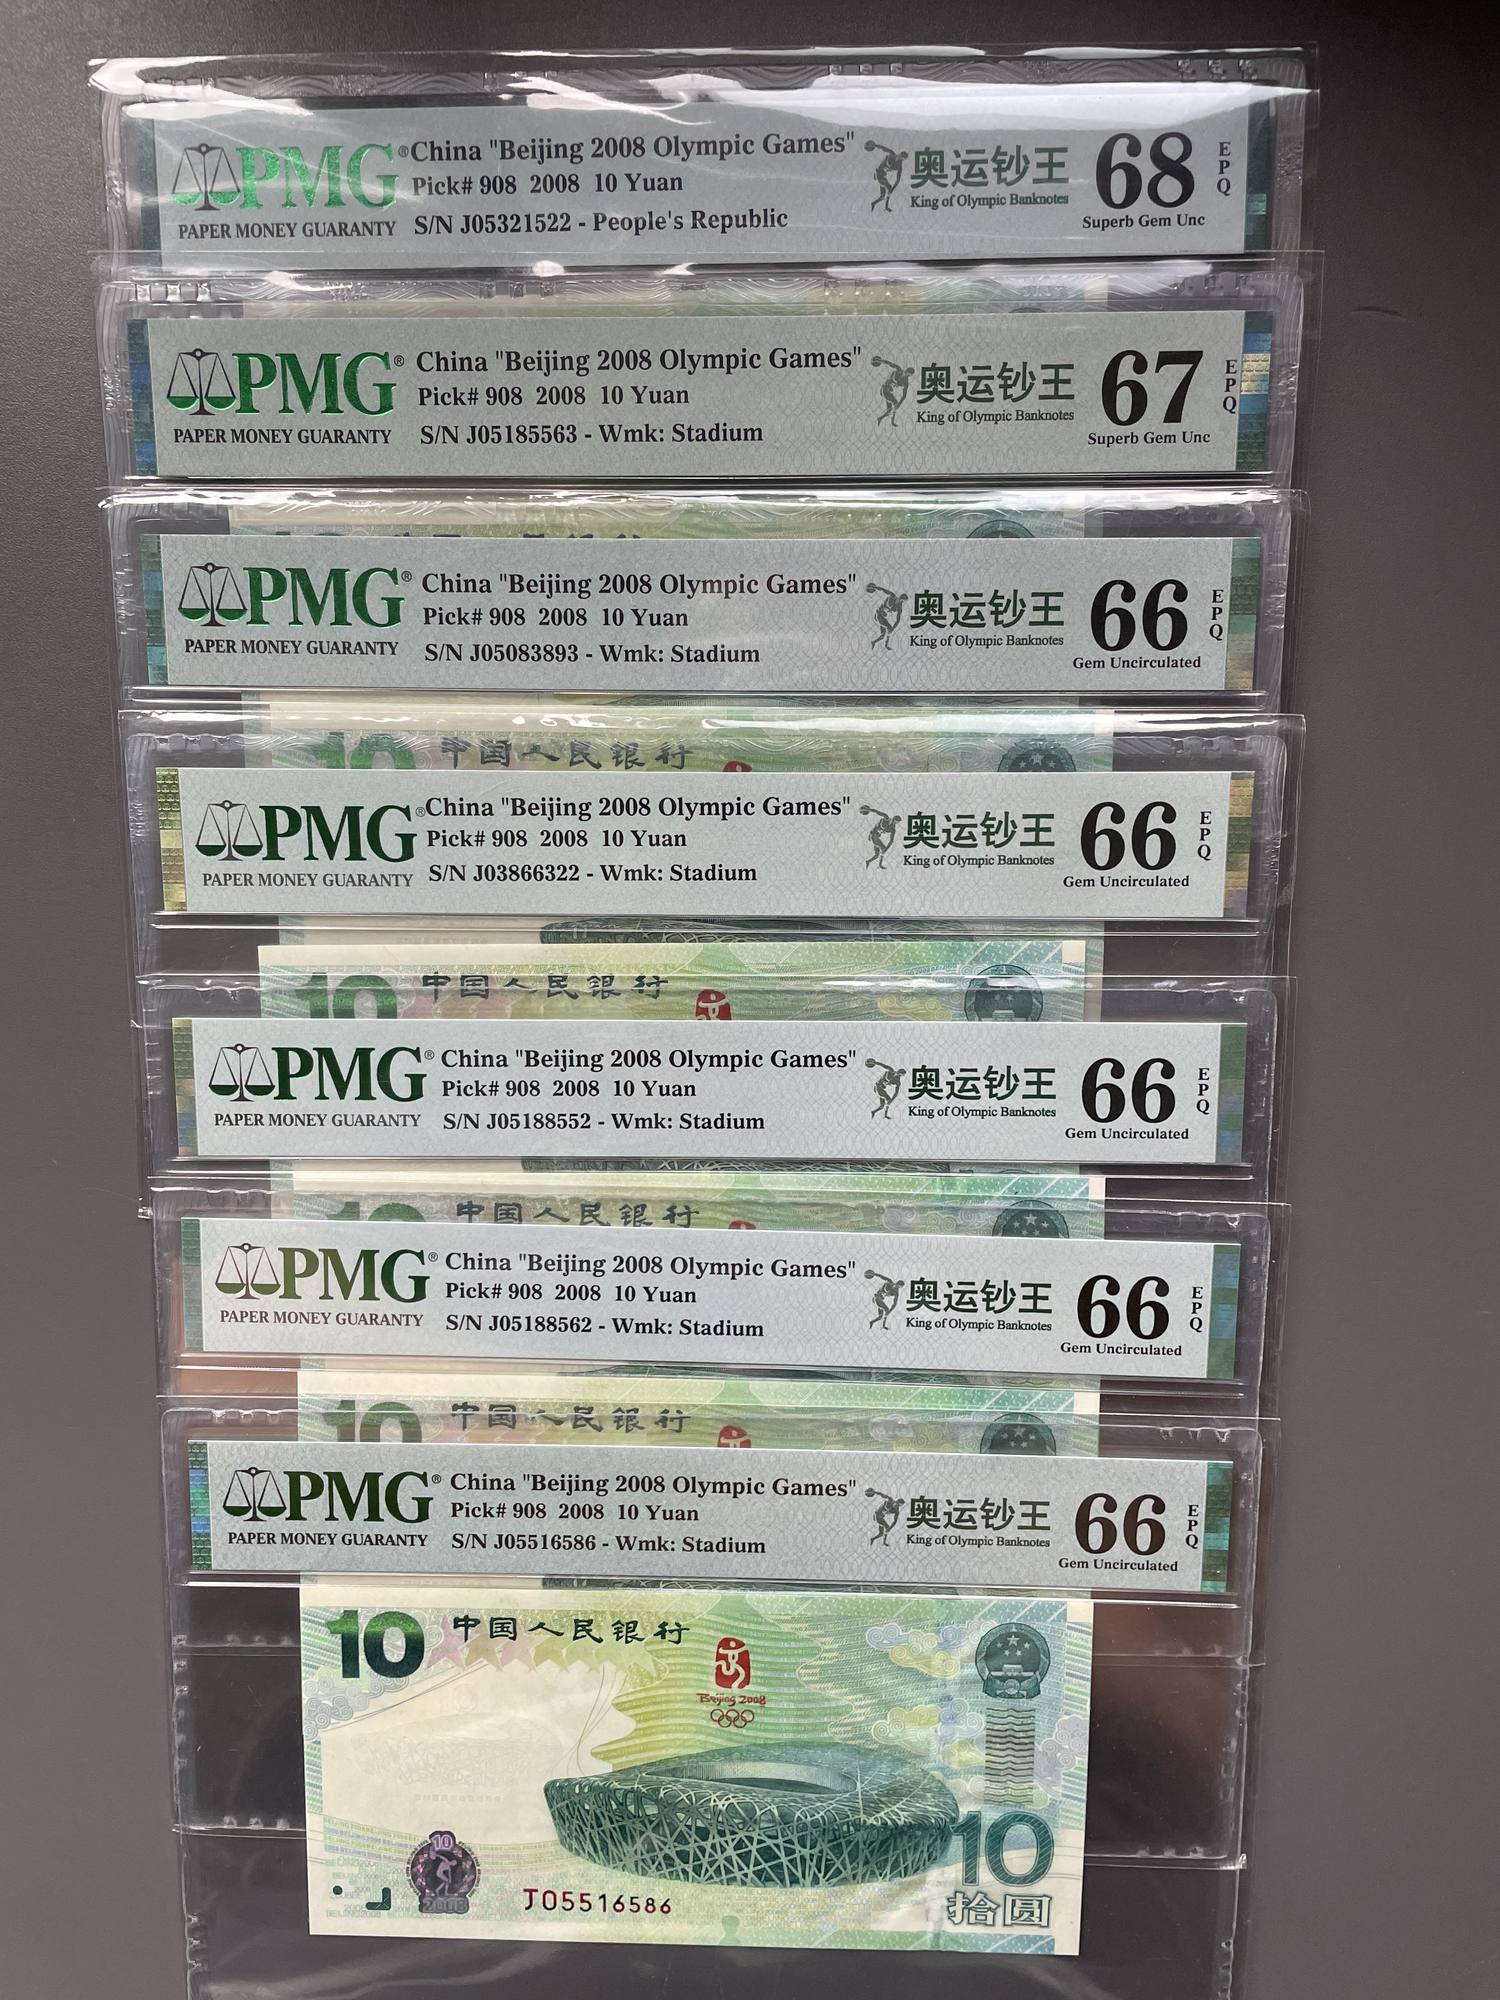 PMG® China "Beijing 2008 Olympic Games" 奥运钞王 68 EPQ
Pick# 908 2008 10 Yuan King of Olympic Banknotes
PAPER MONEY GUARANTY S/N J05321522 - People's Republic Superb Gem Unc
PMG® China "Beijing 2008 Olympic Games" 奥运钞王 67 EPQ
Pick# 908 2008 10 Yuan King of Olympic Banknotes
PAPER MONEY GUARANTY S/N J05185563 - Wmk: Stadium Superb Gem Unc
PMG® China "Beijing 2008 Olympic Games" 奥运钞王 66 EPQ
Pick# 908 2008 10 Yuan King of Olympic Banknotes
PAPER MONEY GUARANTY S/N J05083893 - Wmk: Stadium Gem Uncirculated
10 中国人民银行
PMG® China "Beijing 2008 Olympic Games" 奥运钞王 66 EPQ
Pick# 908 2008 10 Yuan King of Olympic Banknotes
PAPER MONEY GUARANTY S/N J03866322 - Wmk: Stadium Gem Uncirculated
10 中国人民银行
PMG® China "Beijing 2008 Olympic Games" 奥运钞王 66 EPQ
Pick# 908 2008 10 Yuan King of Olympic Banknotes
PAPER MONEY GUARANTY S/N J05188552 - Wmk: Stadium Gem Uncirculated
10 中国人民银行
PMG® China "Beijing 2008 Olympic Games" 奥运钞王 66 EPQ
Pick# 908 2008 10 Yuan King of Olympic Banknotes
PAPER MONEY GUARANTY S/N J05188562 - Wmk: Stadium Gem Uncirculated
10 中国人民银行
PMG® China "Beijing 2008 Olympic Games" 奥运钞王 66 EPQ
Pick# 908 2008 10 Yuan King of Olympic Banknotes
PAPER MONEY GUARANTY S/N J05516586 - Wmk: Stadium Gem Uncirculated
10 中国人民银行
Beijing 2008
10
10
2008
J05516586
拾圆